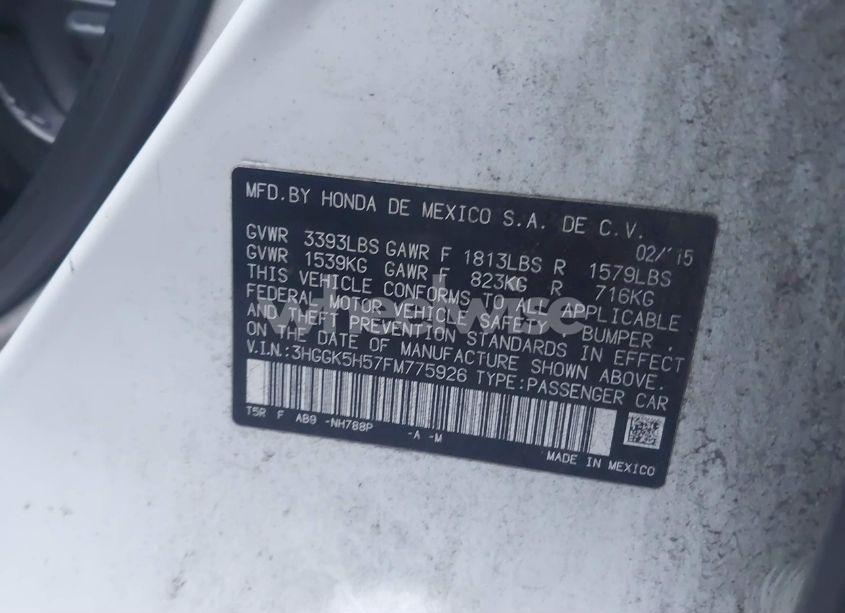 MFD.BY HONDA DE MEXICO S.A. DE C.V.
02/'15
GVWR 3393LBS GAWR F 1813LBS R 1579LBS
GVWR 1539KG GAWR F 823KG R 716KG
THIS VEHICLE CONFORMS TO ALL APPLICABLE
FEDERAL MOTOR VEHICLE SAFETY, BUMPER,
AND THEFT PREVENTION STANDARDS IN EFFECT
ON THE DATE OF MANUFACTURE SHOWN ABOVE.
V.I.N.:3HGGK5H57FM775926 TYPE:PASSENGER CAR
T5R F AB9 -NH788P -A -M
MADE IN MEXICO
wheelwise